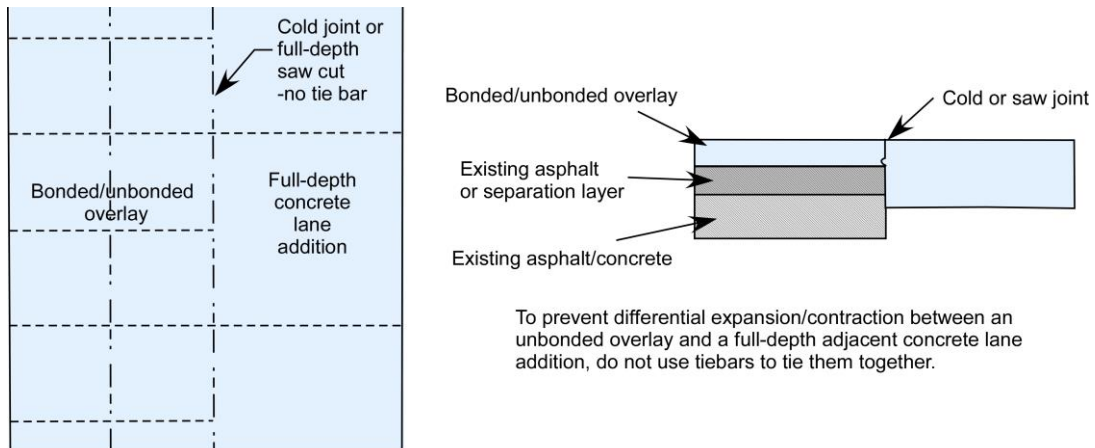 Cold joint or
full-depth
saw cut
-no tie bar
Bonded/unbonded
overlay
Full-depth
concrete
lane
addition
Bonded/unbonded overlay
Cold or saw joint
Existing asphalt
or separation layer
Existing asphalt/concrete
To prevent differential expansion/contraction between an
unbonded overlay and a full-depth adjacent concrete lane
addition, do not use tiebars to tie them together.